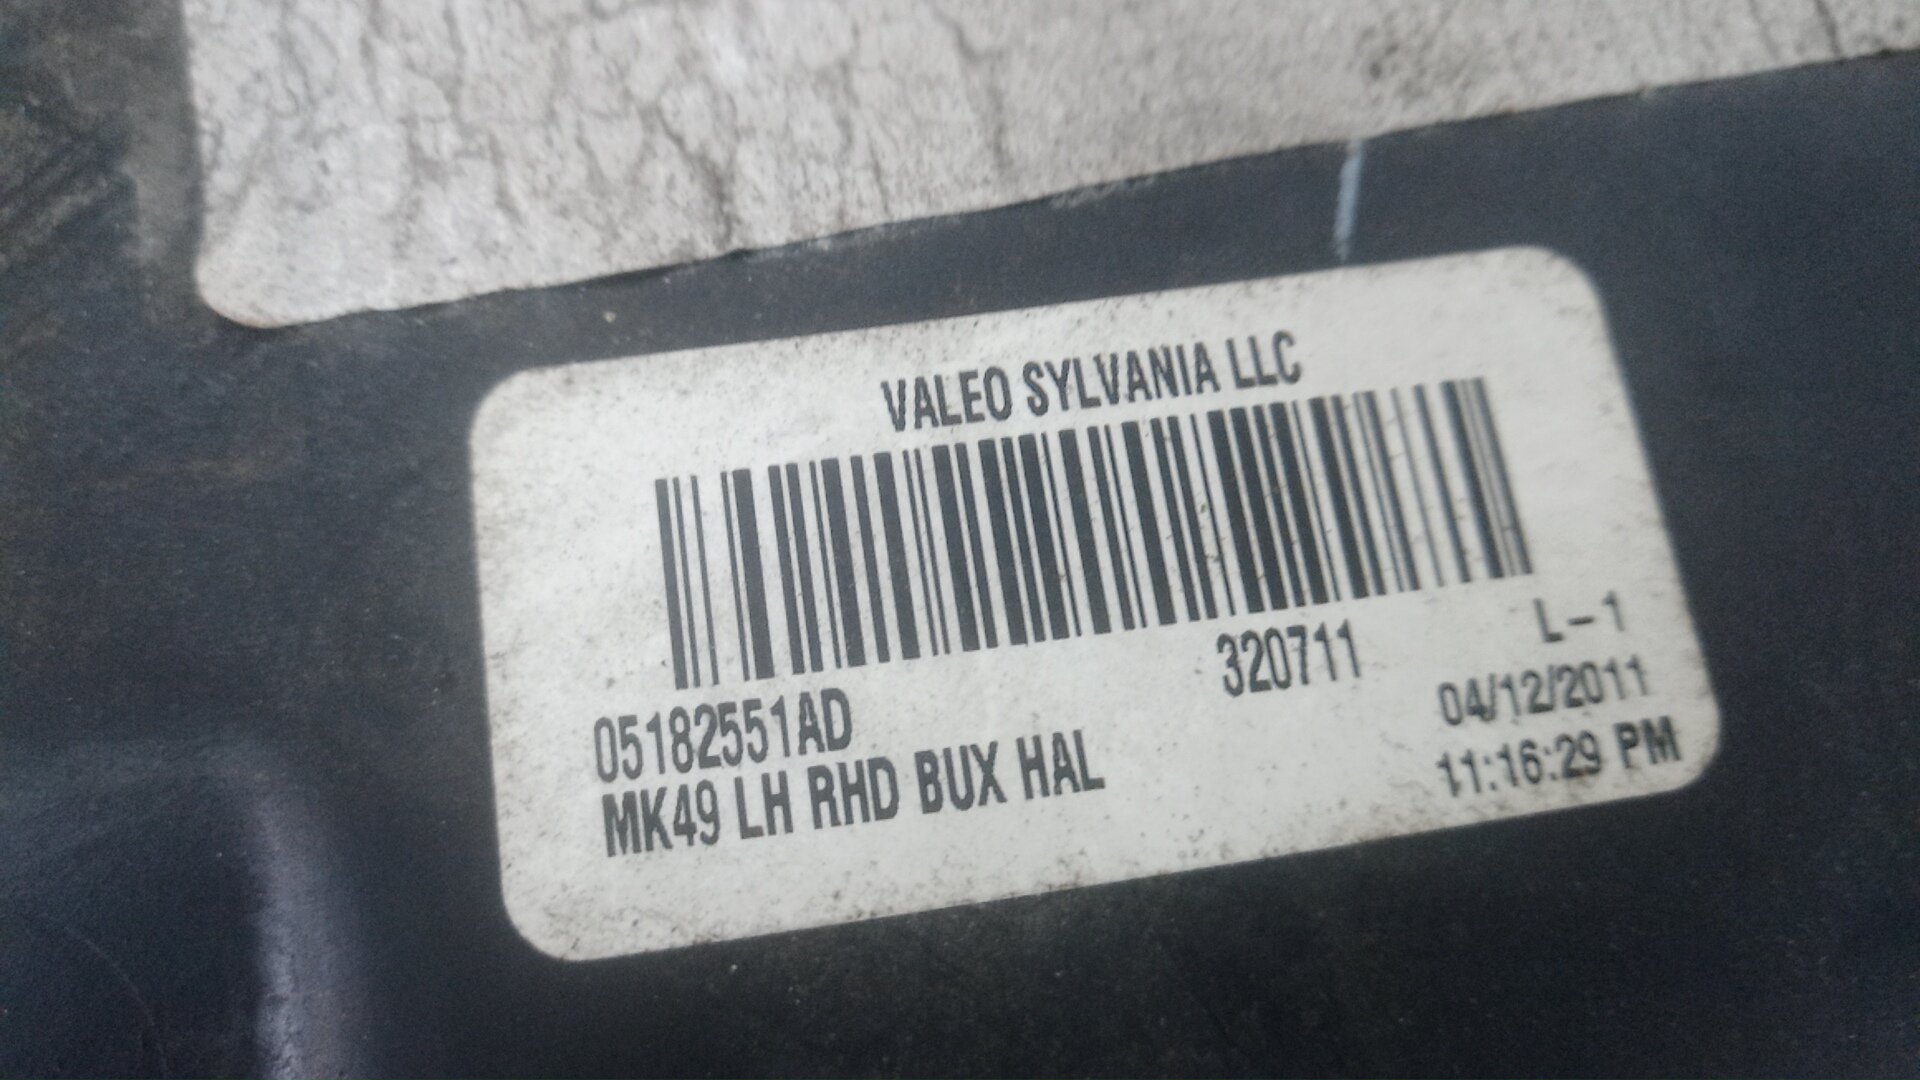 VALEO SYLVANIA LLC
320711
L-1
05182551AD
04/12/2011
MK49 LH RHD BUX HAL
11:16:29 PM